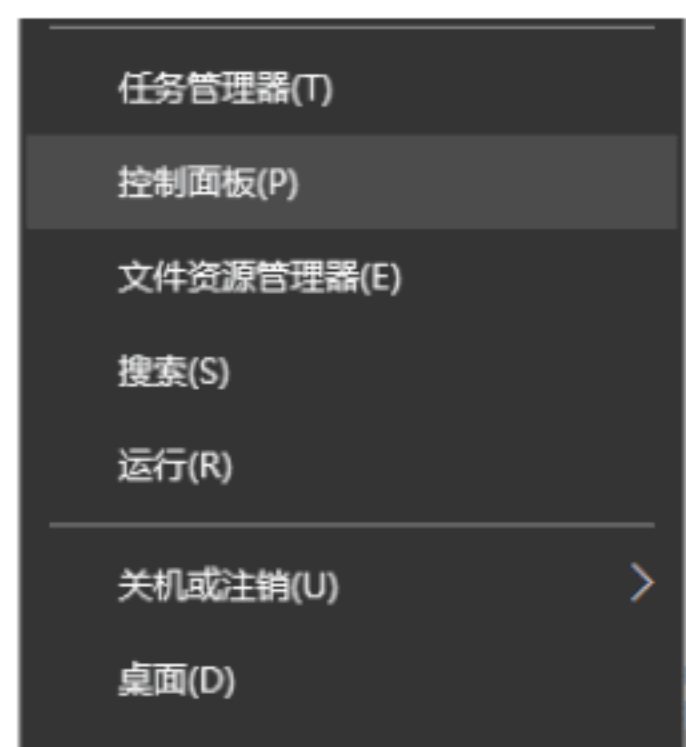 任务管理器(T)
控制面板(P)
文件资源管理器(E)
搜索(S)
运行(R)
关机或注销(U)
桌面(D)